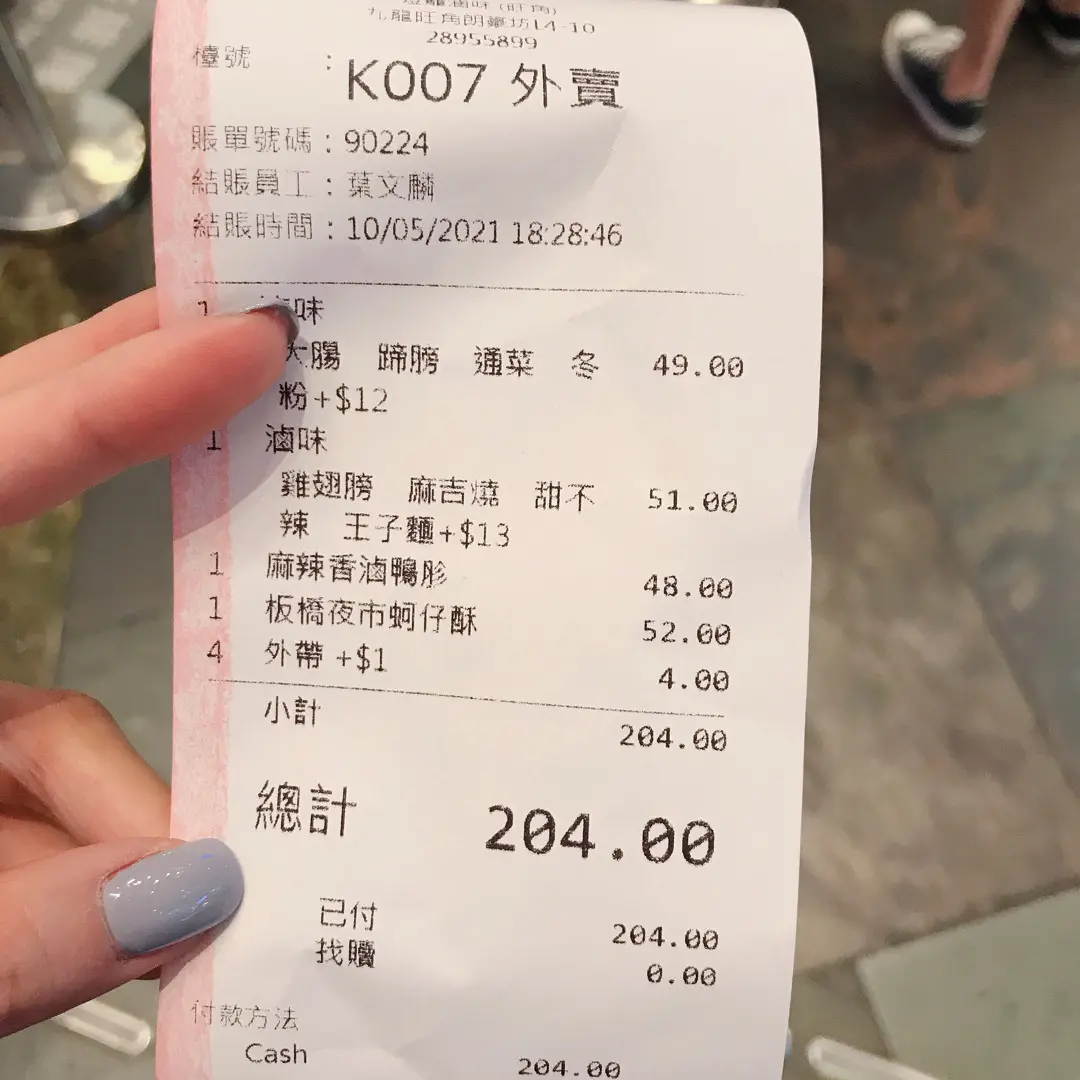 滷味(旺角)
九龍旺角朗豪坊L4-10
28955899
檯號 : K007 外賣
賬單號碼：90224
結賬員工：葉文麟
結賬時間：10/05/2021 18:28:46
1 味
大腸 蹄膀 通菜 冬 49.00
粉+$12
1 滷味
雞翅膀 麻吉燒 甜不 51.00
辣 王子麵+$13
1 麻辣香滷鴨肜 48.00
1 板橋夜市蚵仔酥 52.00
4 外帶 +$1 4.00
小計 204.00
總計 204.00
已付 204.00
找贖 0.00
付款方法
Cash 204.00